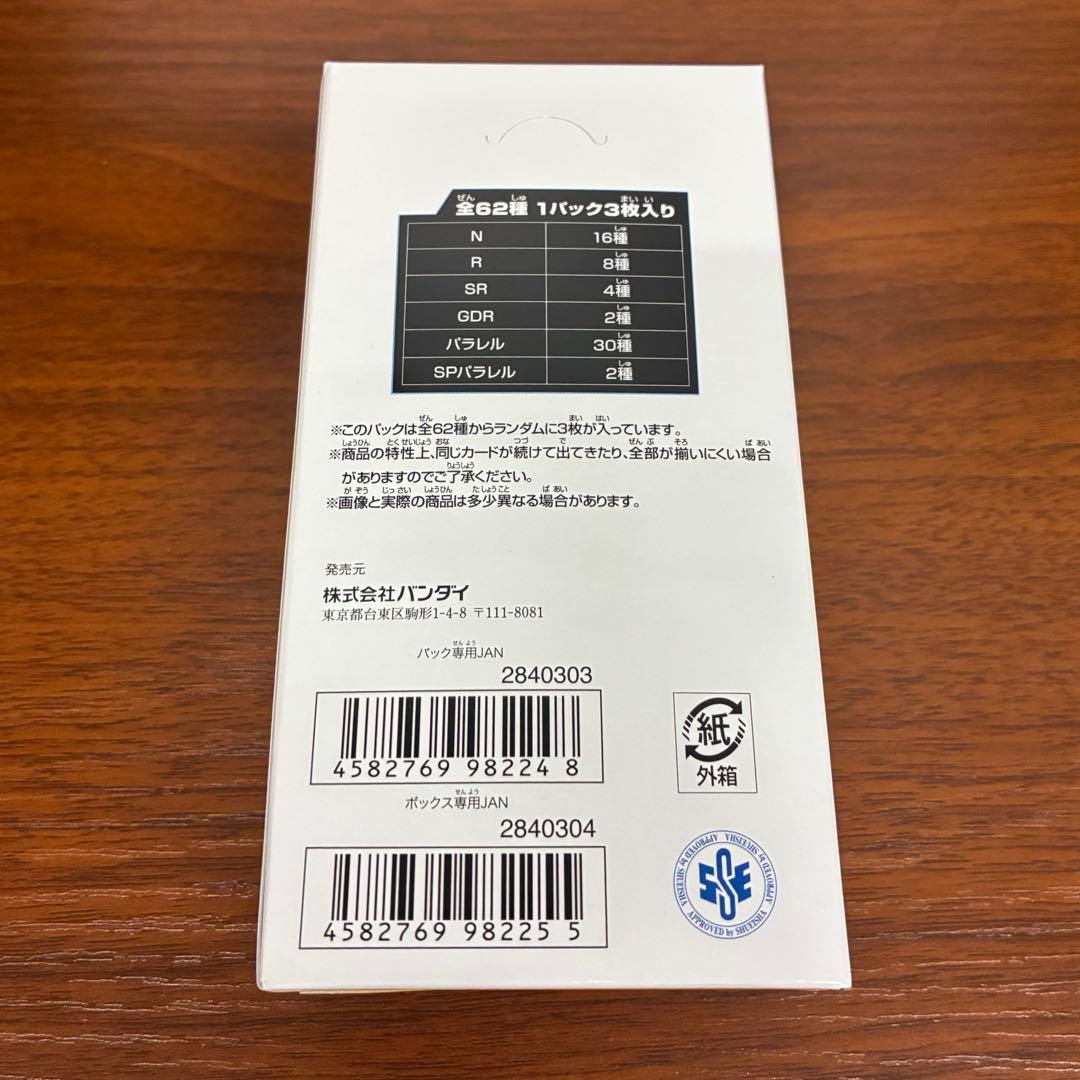 全62種 1パック3枚入り
N 16種
R 8種
SR 4種
GDR 2種
パラレル 30種
SPパラレル 2種
※このパックは全62種からランダムに3枚が入っています。
※商品の特性上、同じカードが続けて出てきたり、全部が揃いにくい場合
がありますのでご了承ください。
※画像と実際の商品は多少異なる場合があります。
発売元
株式会社バンダイ
東京都台東区駒形1-4-8 〒111-8081
パック専用JAN
2840303
4582769 98224 8
紙
外箱
ボックス専用JAN
2840304
4582769 98225 5
APPROVED by SHUEISHA APPROVED by SHUEISHA APPROVED by SHUEISHA
SSE